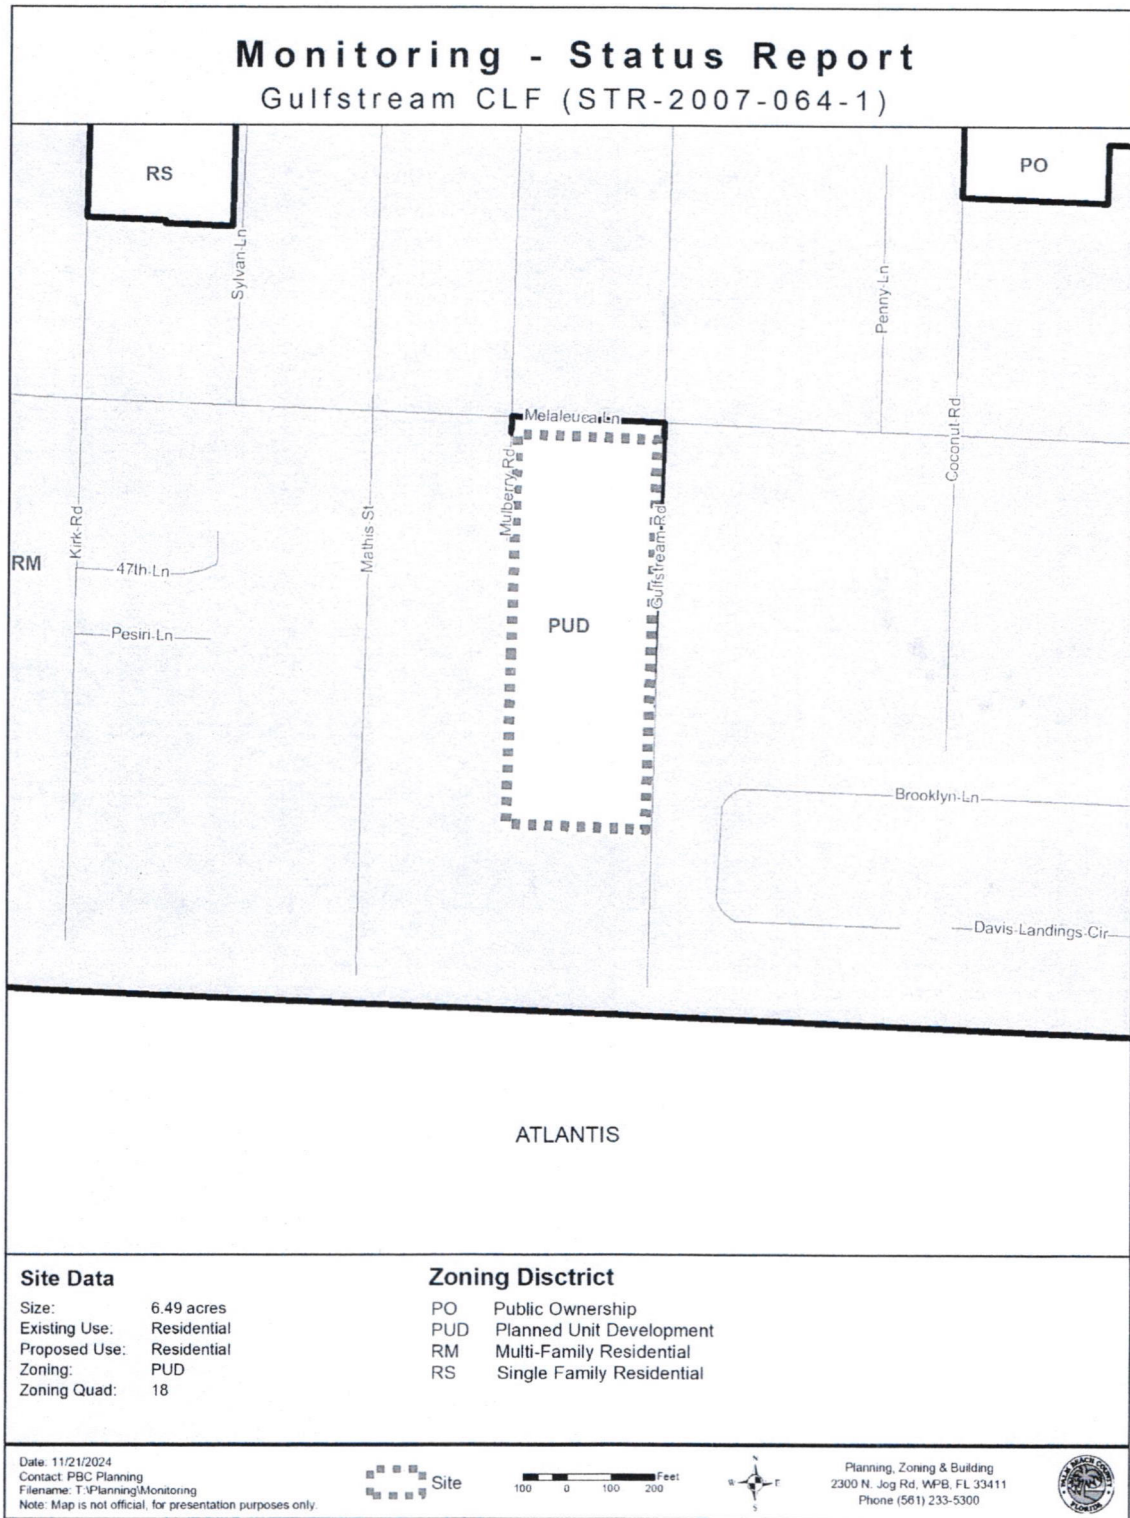 Monitoring - Status Report
Gulfstream CLF (STR-2007-064-1)
RS
PO
Sylvan Ln
Penny Ln
Melaleuca Ln
Coconut Rd
Mulberry Rd
Kirk Rd
Mathis St
Gulfstream Rd
RM
47th Ln
PUD
Pesiri Ln
Brooklyn Ln
Davis Landings Cir
ATLANTIS
Site Data
Size: 6.49 acres
Existing Use: Residential
Proposed Use: Residential
Zoning: PUD
Zoning Quad: 18
Zoning Disctrict
PO Public Ownership
PUD Planned Unit Development
RM Multi-Family Residential
RS Single Family Residential
Date: 11/21/2024
Contact: PBC Planning
Filename: T:\Planning\Monitoring
Note: Map is not official, for presentation purposes only.
Site
100 0 100 200 Feet
N
W E
S
Planning, Zoning & Building
2300 N. Jog Rd, WPB, FL 33411
Phone (561) 233-5300
PALM BEACH COUNTY
FLORIDA